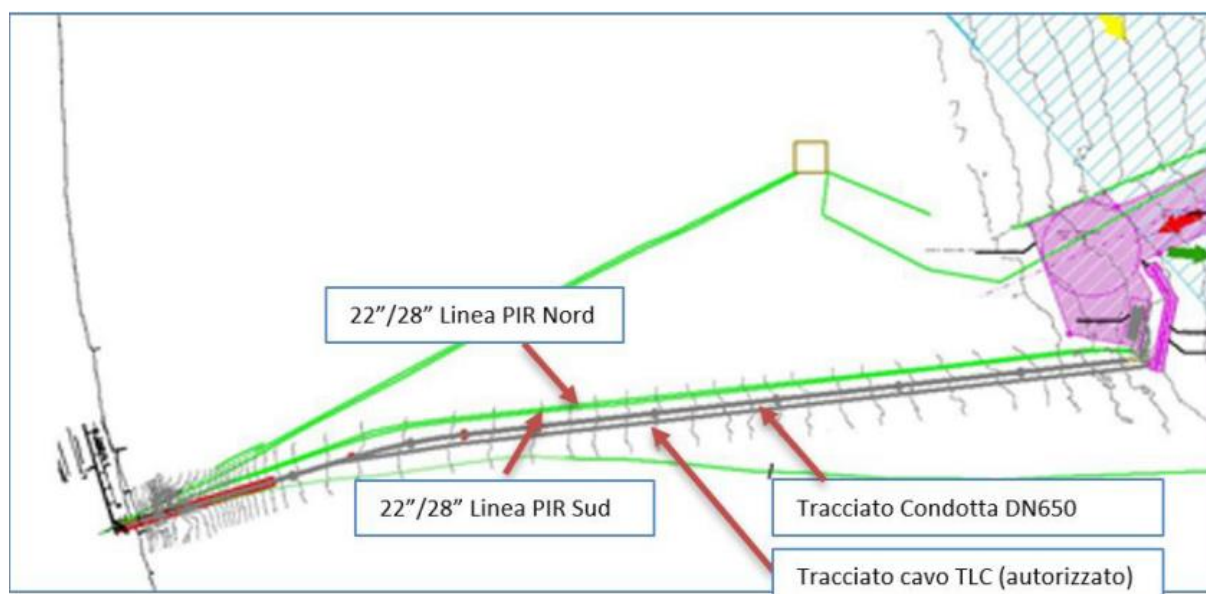 22”/28” Linea PIR Nord
22”/28” Linea PIR Sud
Tracciato Condotta DN650
Tracciato cavo TLC (autorizzato)